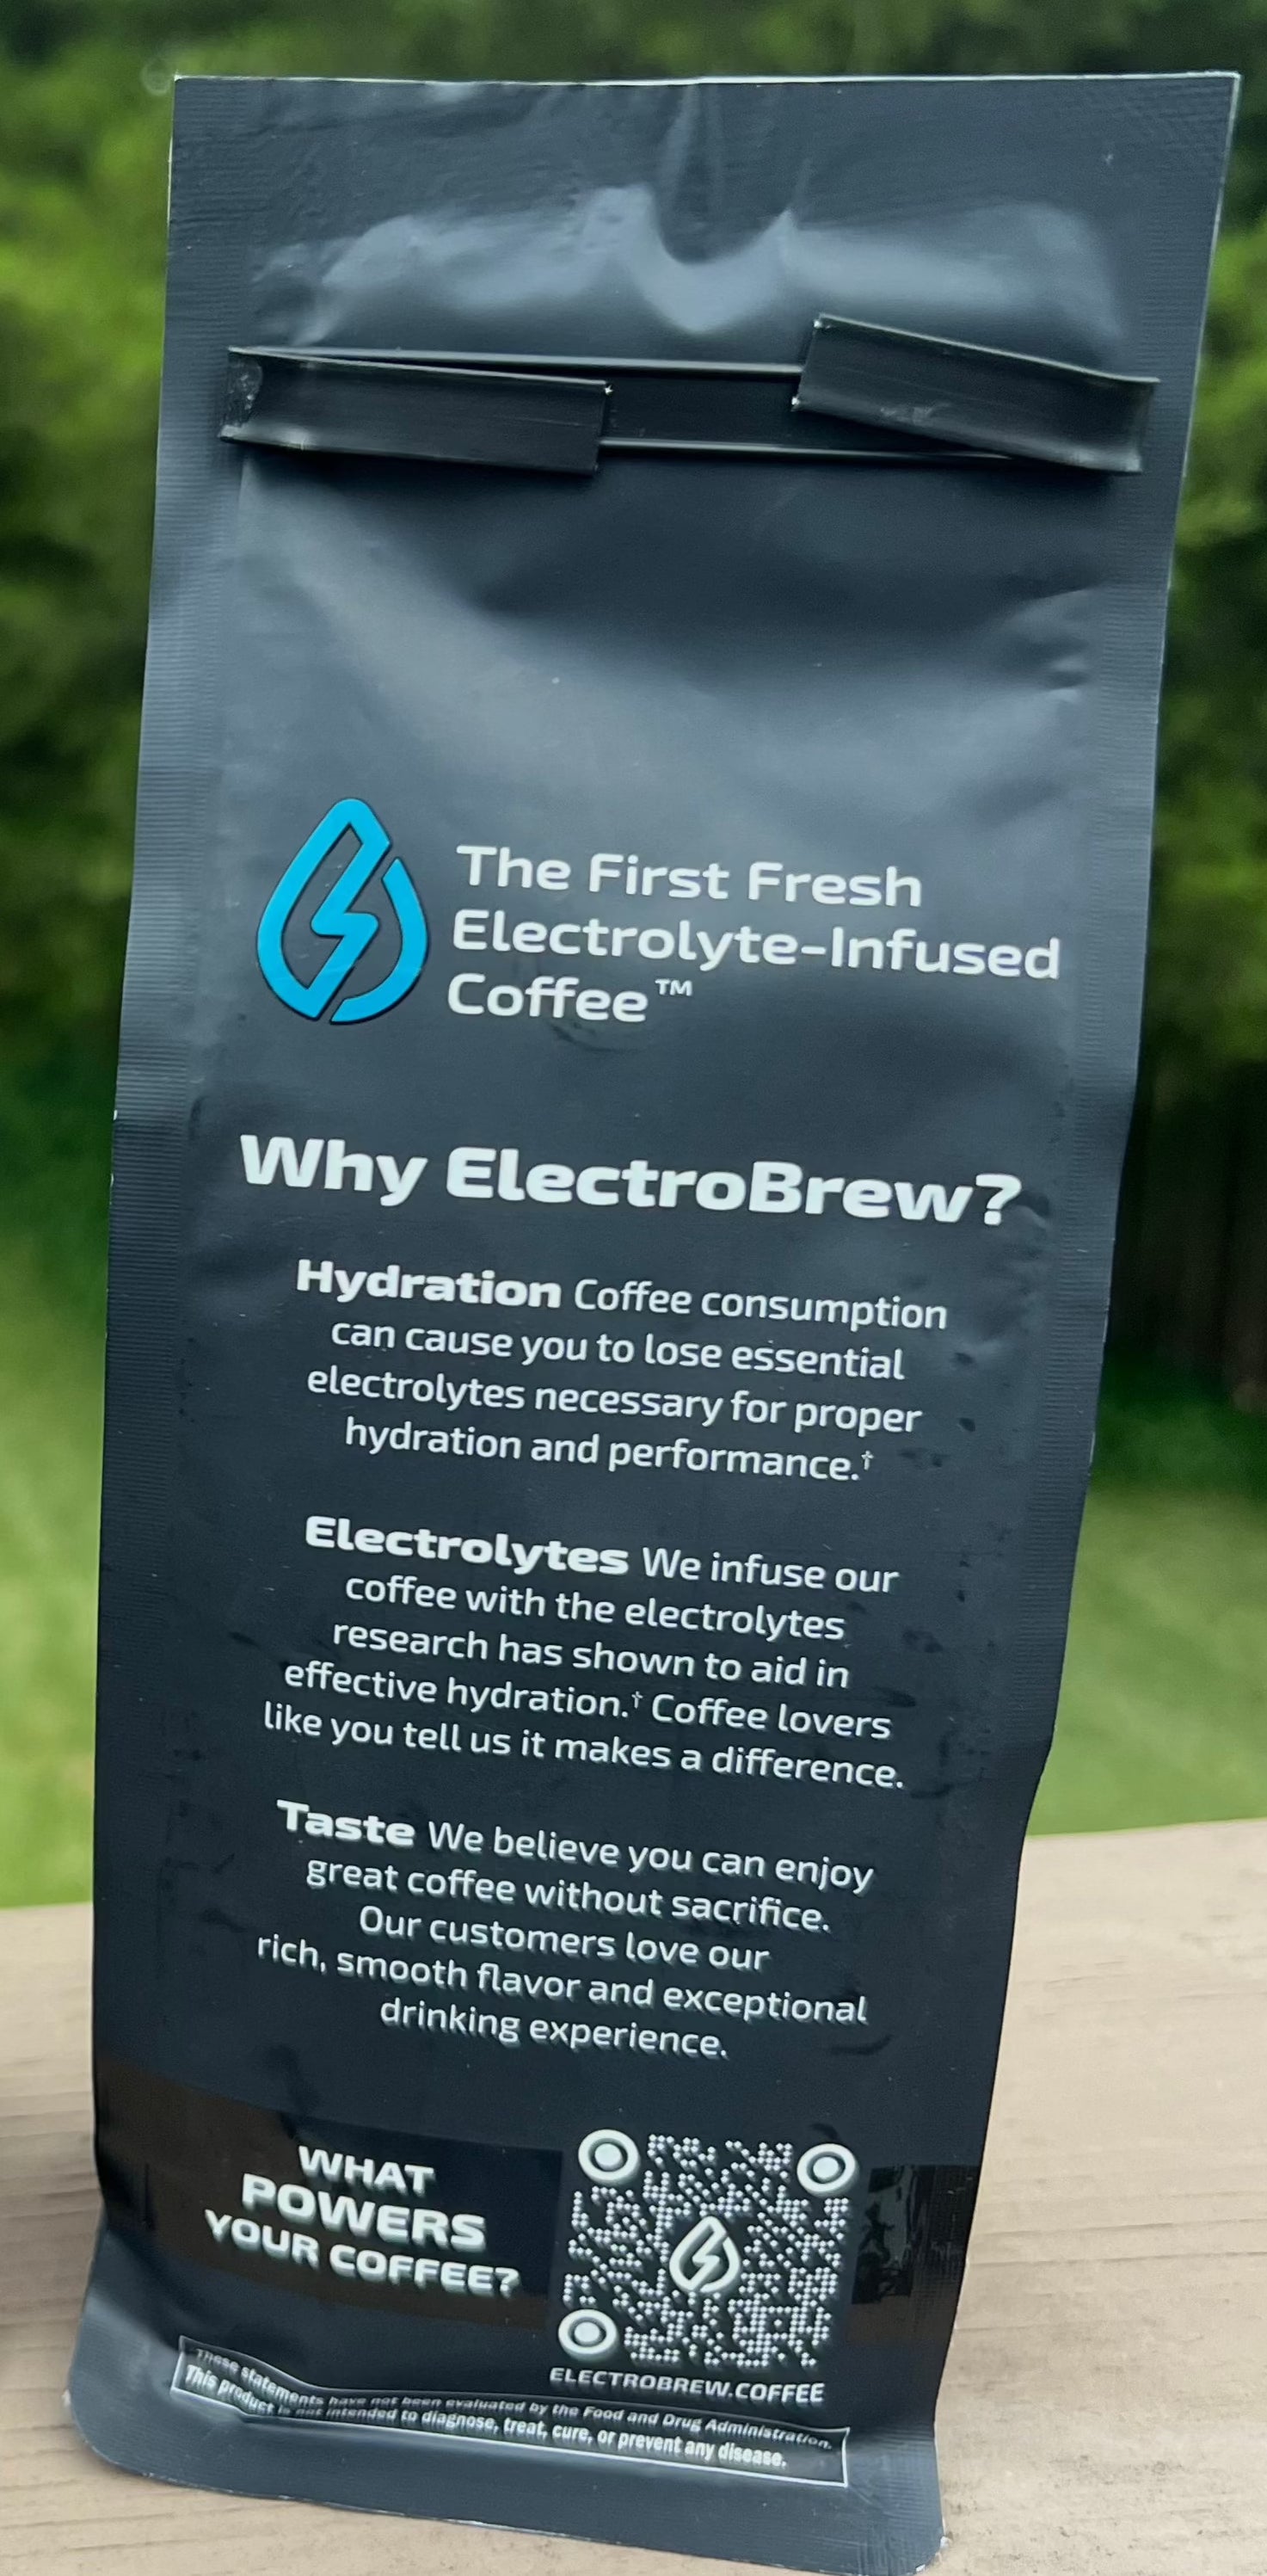 The First Fresh
Electrolyte-Infused
Coffee™
Why ElectroBrew?
Hydration Coffee consumption
can cause you to lose essential
electrolytes necessary for proper
hydration and performance.†
Electrolytes We infuse our
coffee with the electrolytes
research has shown to aid in
effective hydration.† Coffee lovers
like you tell us it makes a difference.
Taste We believe you can enjoy
great coffee without sacrifice.
Our customers love our
rich, smooth flavor and exceptional
drinking experience.
WHAT
POWERS
YOUR COFFEE?
ELECTROBREW.COFFEE
These statements have not been evaluated by the Food and Drug Administration.
This product is not intended to diagnose, treat, cure, or prevent any disease.